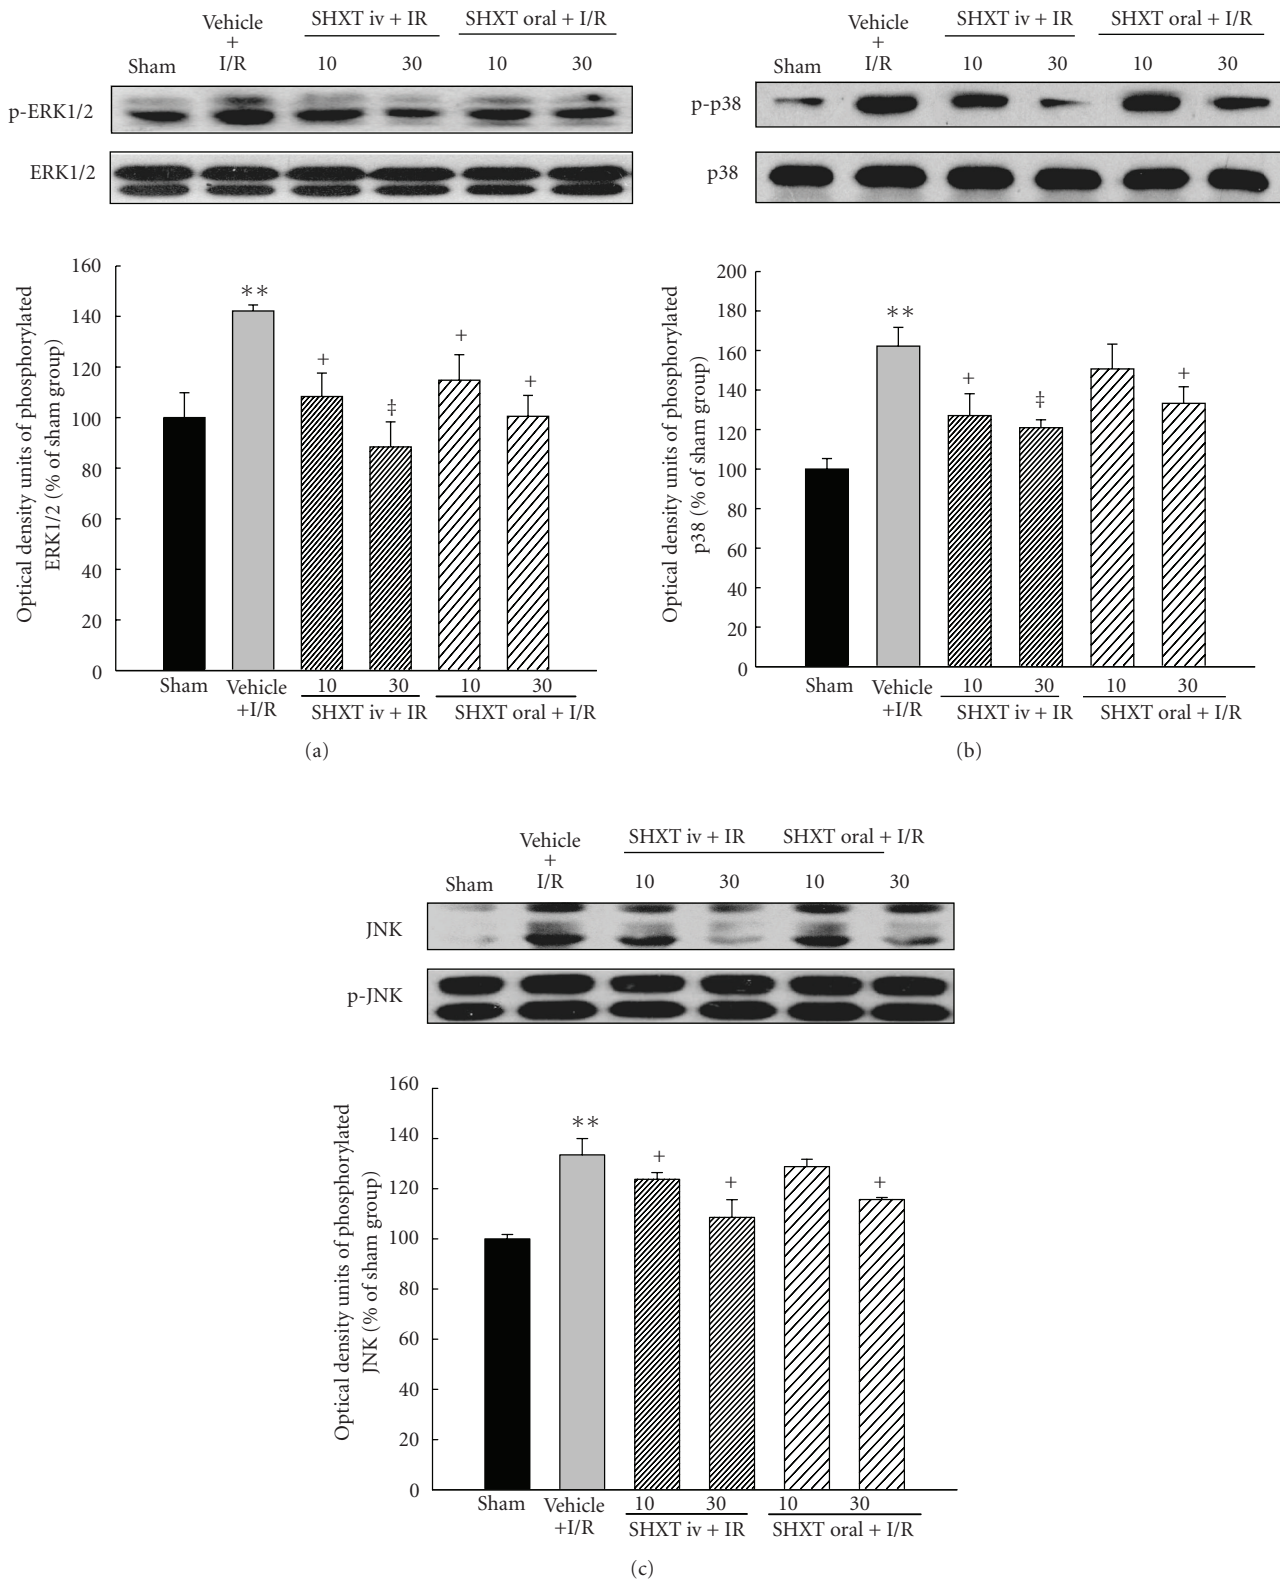 Vehicle
+
I/R
SHXT iv + IR
SHXT oral + I/R
Sham
10
30
10
30
p-ERK1/2
ERK1/2
Optical density units of phosphorylated
ERK1/2 (% of sham group)
160
140
120
100
80
60
40
20
0
**
+
‡
+
+
Sham
Vehicle
+I/R
10
30
10
30
SHXT iv + IR
SHXT oral + I/R
(a)
Vehicle
+
I/R
SHXT iv + IR
SHXT oral + I/R
Sham
10
30
10
30
p-p38
p38
Optical density units of phosphorylated
p38 (% of sham group)
200
180
160
140
120
100
80
60
40
20
0
**
+
‡
+
Sham
Vehicle
+I/R
10
30
10
30
SHXT iv + IR
SHXT oral + I/R
(b)
Vehicle
+
I/R
SHXT iv + IR
SHXT oral + I/R
Sham
10
30
10
30
JNK
p-JNK
Optical density units of phosphorylated
JNK (% of sham group)
160
140
120
100
80
60
40
20
0
**
+
+
+
Sham
Vehicle
+I/R
10
30
10
30
SHXT iv + IR
SHXT oral + I/R
(c)